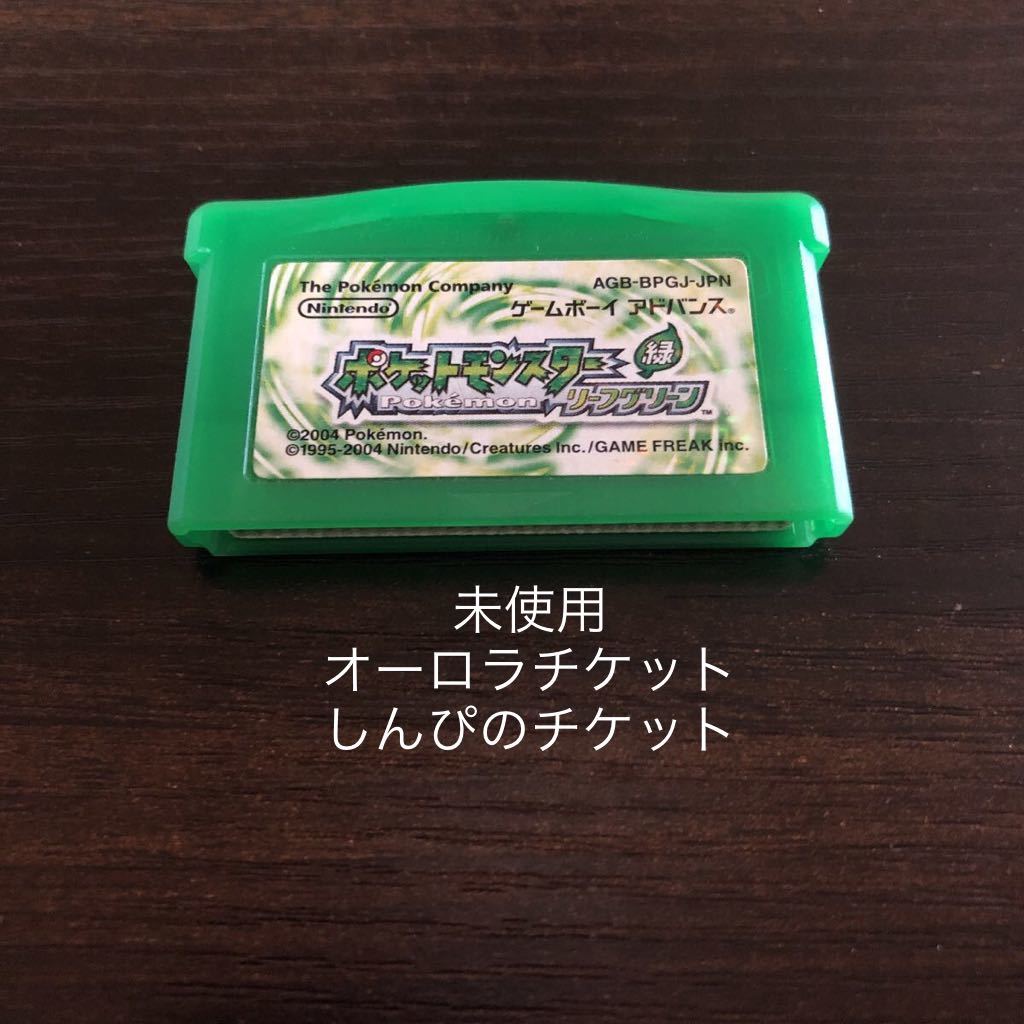 The Pokémon Company AGB-BPGJ-JPN
Nintendo ゲームボーイ アドバンス®
ポケットモンスター 緑
Pokémon リーフグリーン™
©2004 Pokémon.
©1995-2004 Nintendo/Creatures Inc./GAME FREAK inc.
未使用
オーロラチケット
しんぴのチケット